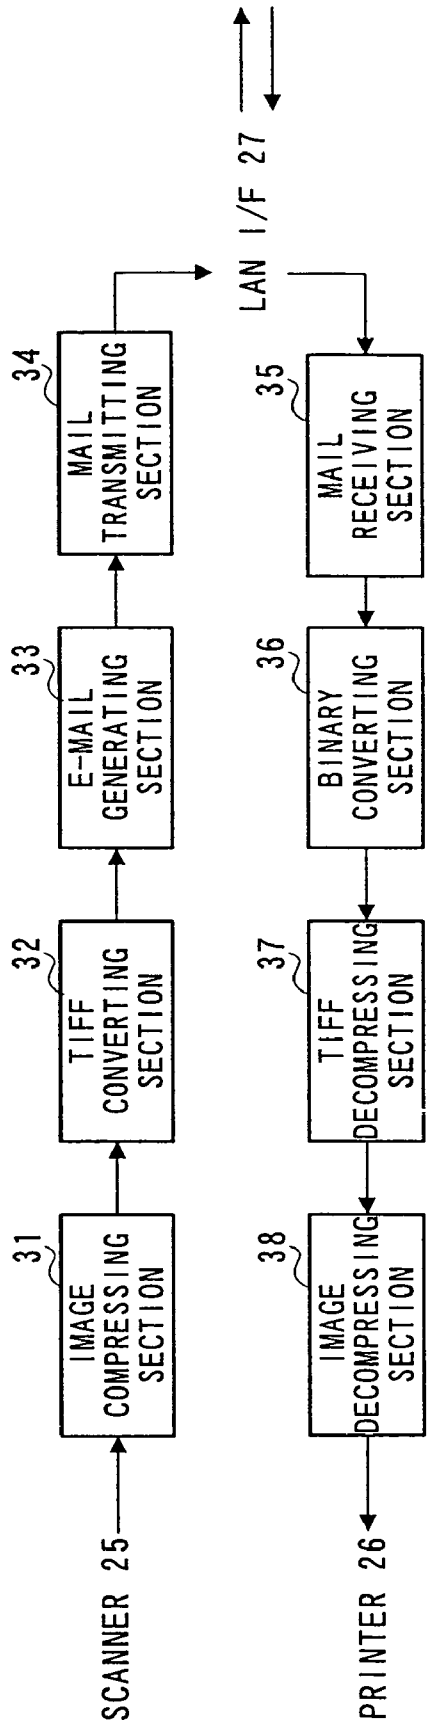 SCANNER 25
31
IMAGE
COMPRESSING
SECTION
32
TIFF
CONVERTING
SECTION
33
E-MAIL
GENERATING
SECTION
34
MAIL
TRANSMITTING
SECTION
LAN I/F 27
35
MAIL
RECEIVING
SECTION
36
BINARY
CONVERTING
SECTION
37
TIFF
DECOMPRESSING
SECTION
38
IMAGE
DECOMPRESSING
SECTION
PRINTER 26